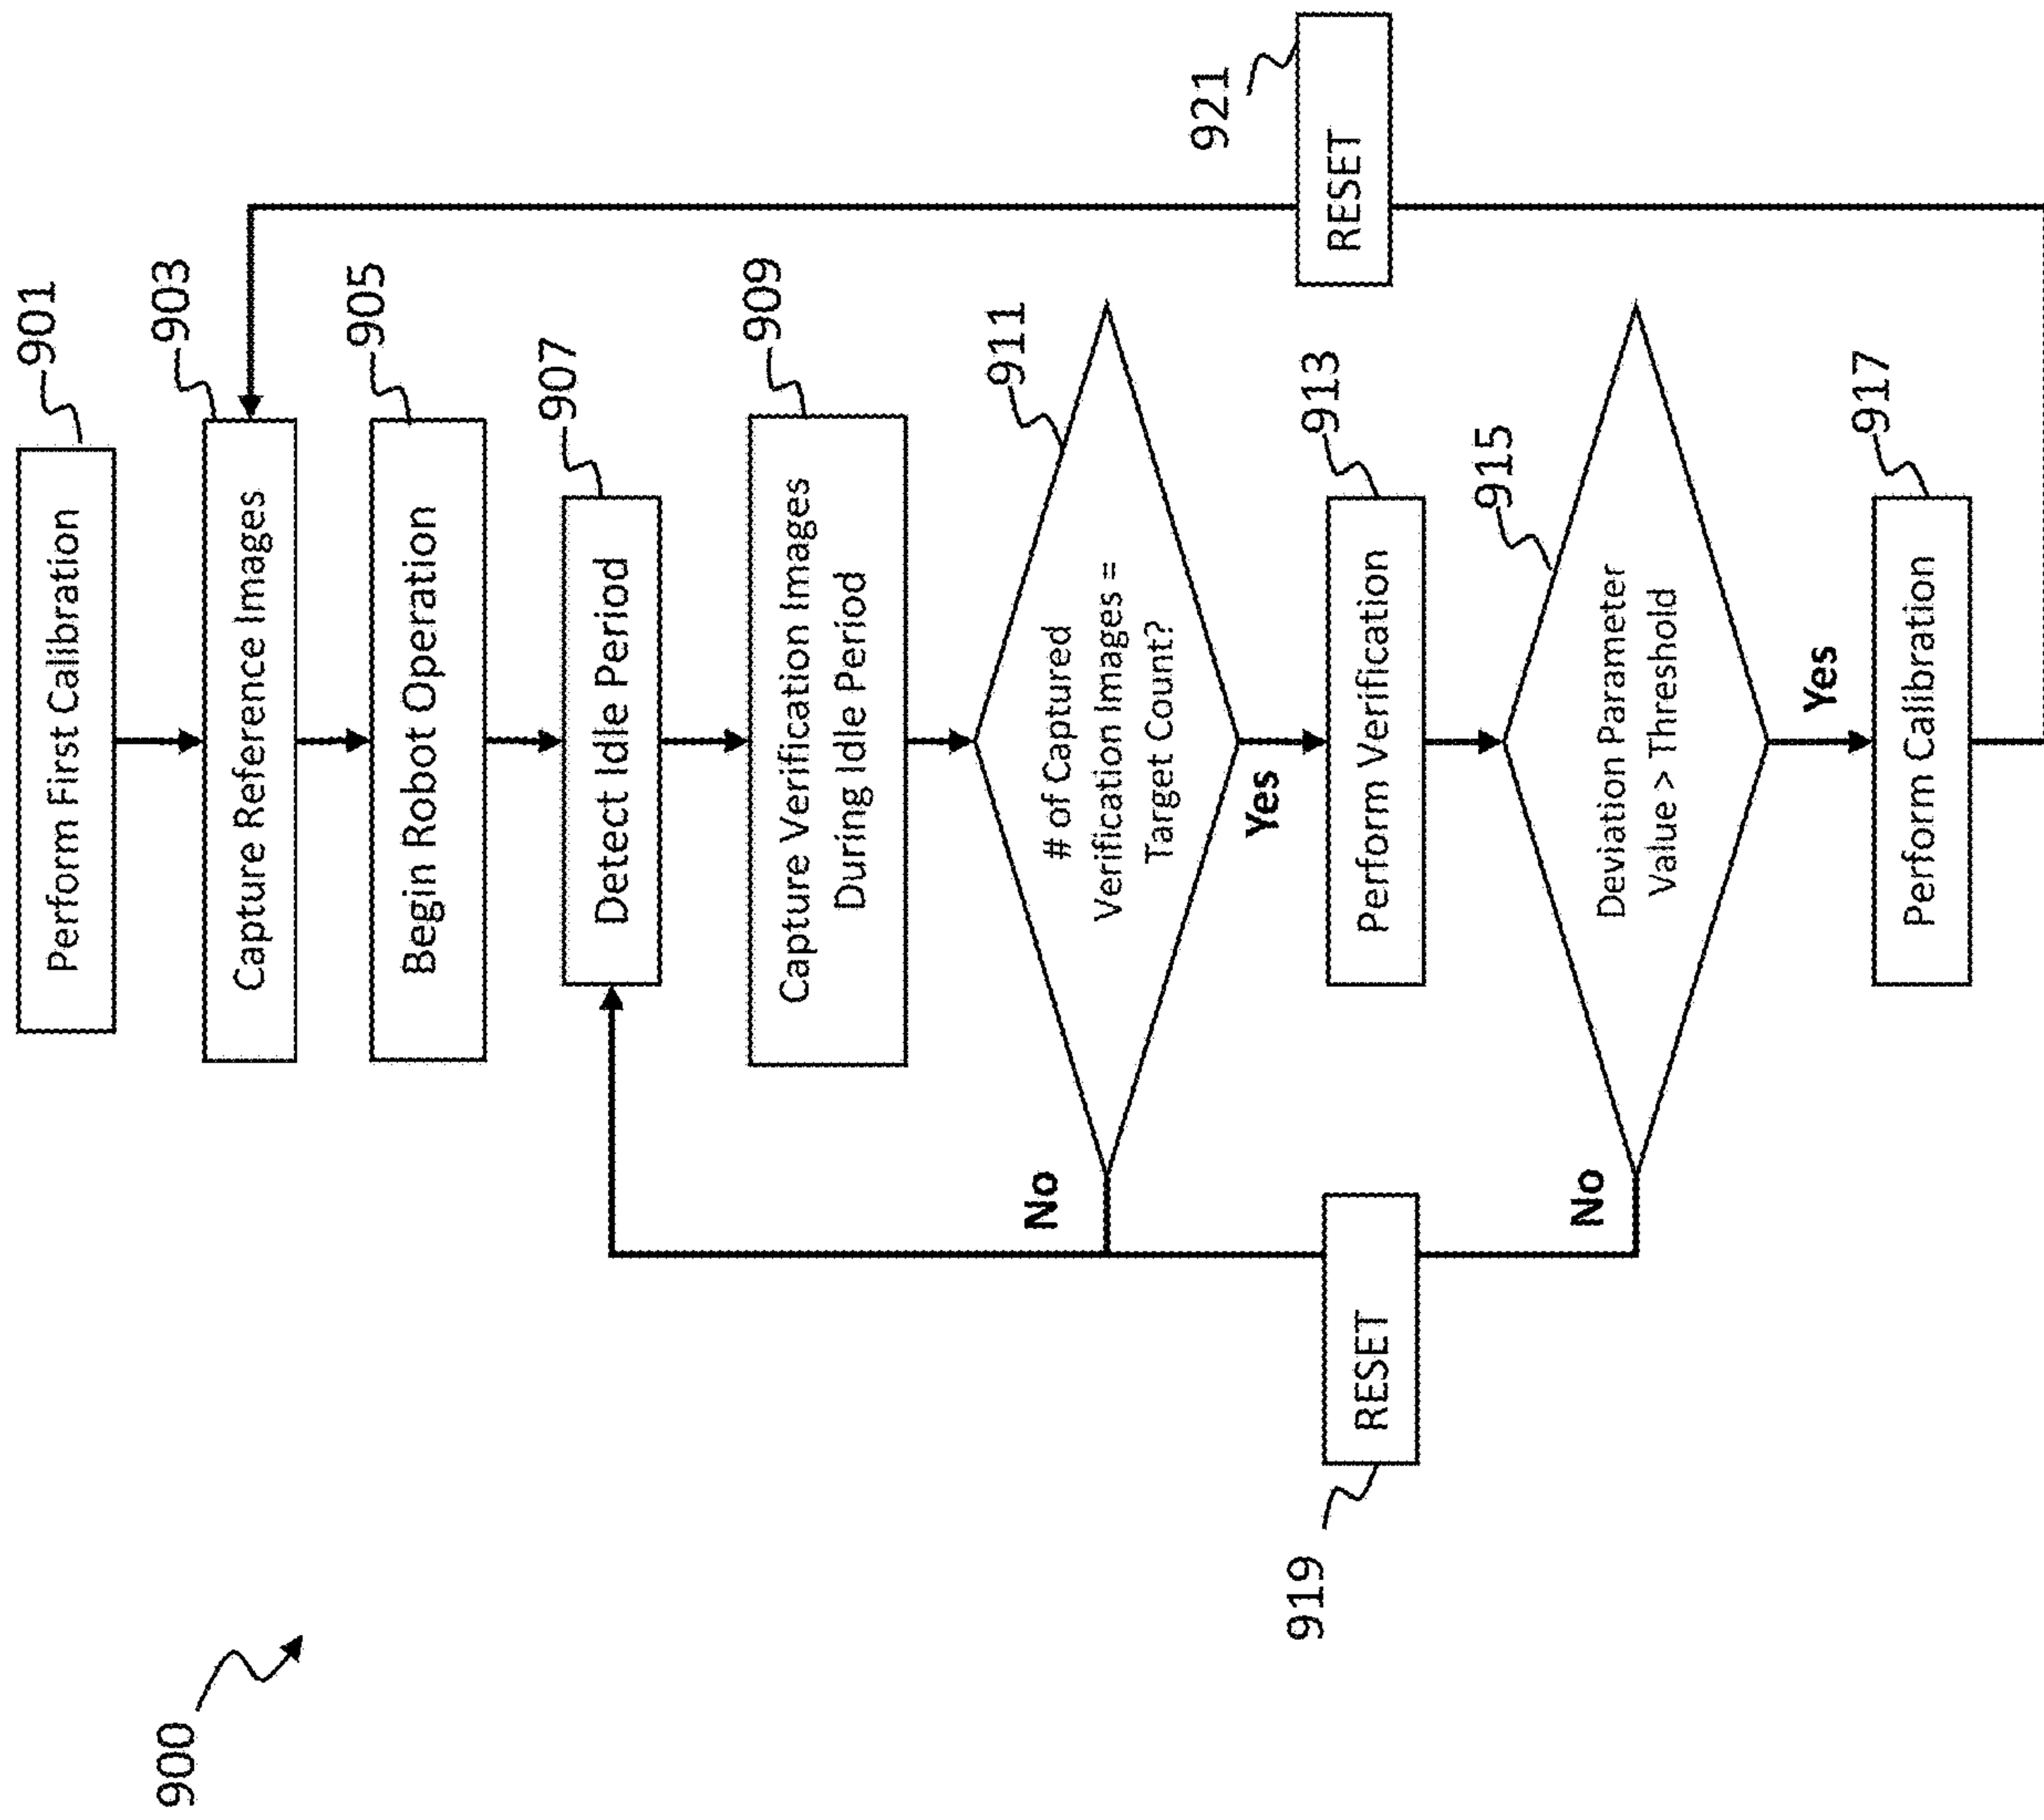 900
Perform First Calibration
901
Capture Reference Images
903
Begin Robot Operation
905
Detect Idle Period
907
Capture Verification Images
During Idle Period
909
# of Captured
Verification Images =
Target Count?
911
No
Yes
Perform Verification
913
RESET
919
RESET
921
Deviation Parameter
Value > Threshold
915
No
Yes
Perform Calibration
917